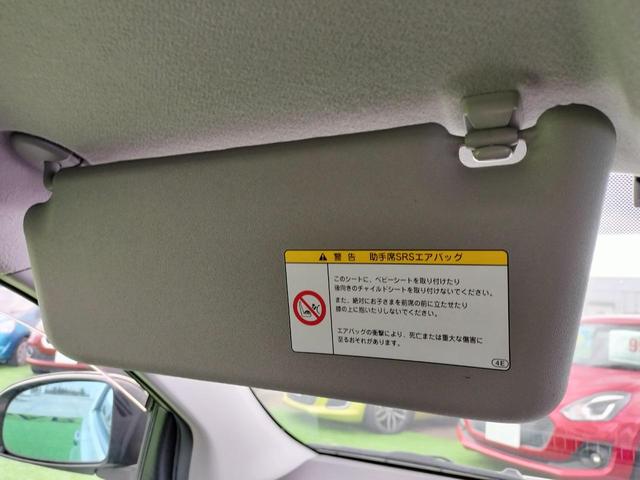 警告 助手席SRSエアバッグ
このシートに、ベビーシートを取り付けたり
後向きのチャイルドシートを取り付けないでください。
また、絶対にお子さまを前席の前に立たせたり
膝の上に抱いたりしないでください。
エアバッグの衝撃により、死亡または重大な傷害に
至るおそれがあります。
4E